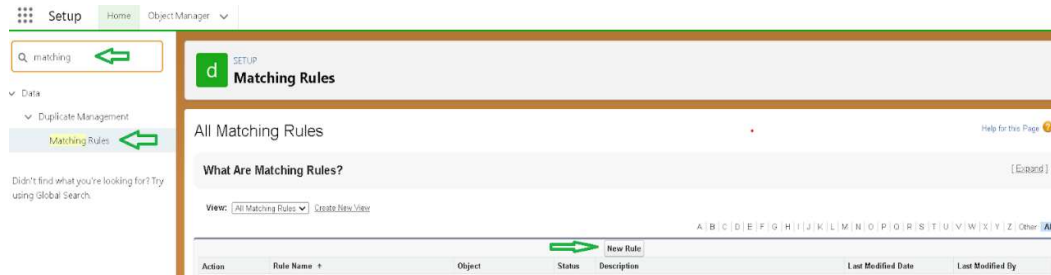 Setup Home Object Manager
matching
SETUP
Matching Rules
Data
Duplicate Management
Matching Rules
Didn't find what you're looking for? Try
using Global Search.
All Matching Rules
Help for this Page
What Are Matching Rules?
[ Expand ]
View: All Matching Rules Create New View
A | B | C | D | E | F | G | H | I | J | K | L | M | N | O | P | Q | R | S | T | U | V | W | X | Y | Z | Other
New Rule
Action Rule Name Object Status Description Last Modified Date Last Modified By